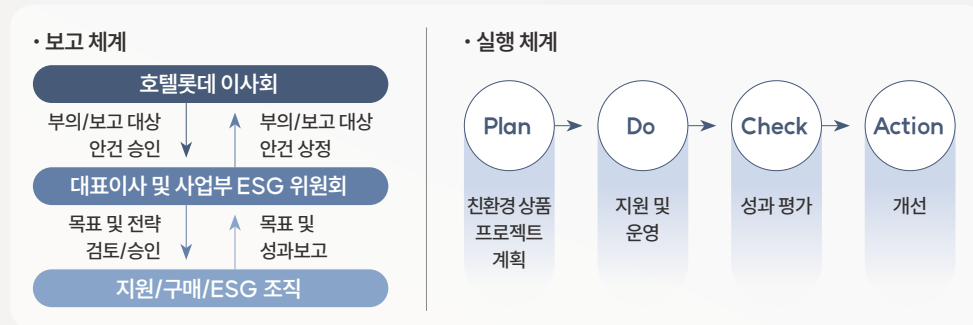 · 보고 체계
호텔롯데 이사회
부의/보고 대상
안건 승인
부의/보고 대상
안건 상정
대표이사 및 사업부 ESG 위원회
목표 및 전략
검토/승인
목표 및
성과보고
지원/구매/ESG 조직
· 실행 체계
Plan
Do
Check
Action
친환경 상품
프로젝트
계획
지원 및
운영
성과 평가
개선